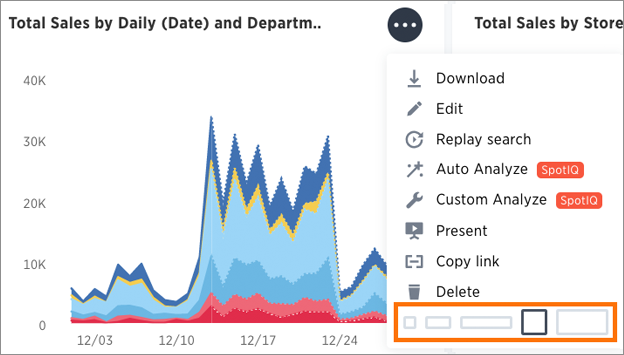 Total Sales by Daily (Date) and Departm..
Total Sales by Store
40K
30K
20K
10K
0
12/03
12/10
12/17
12/24
Download
Edit
Replay search
Auto Analyze SpotIQ
Custom Analyze SpotIQ
Present
Copy link
Delete